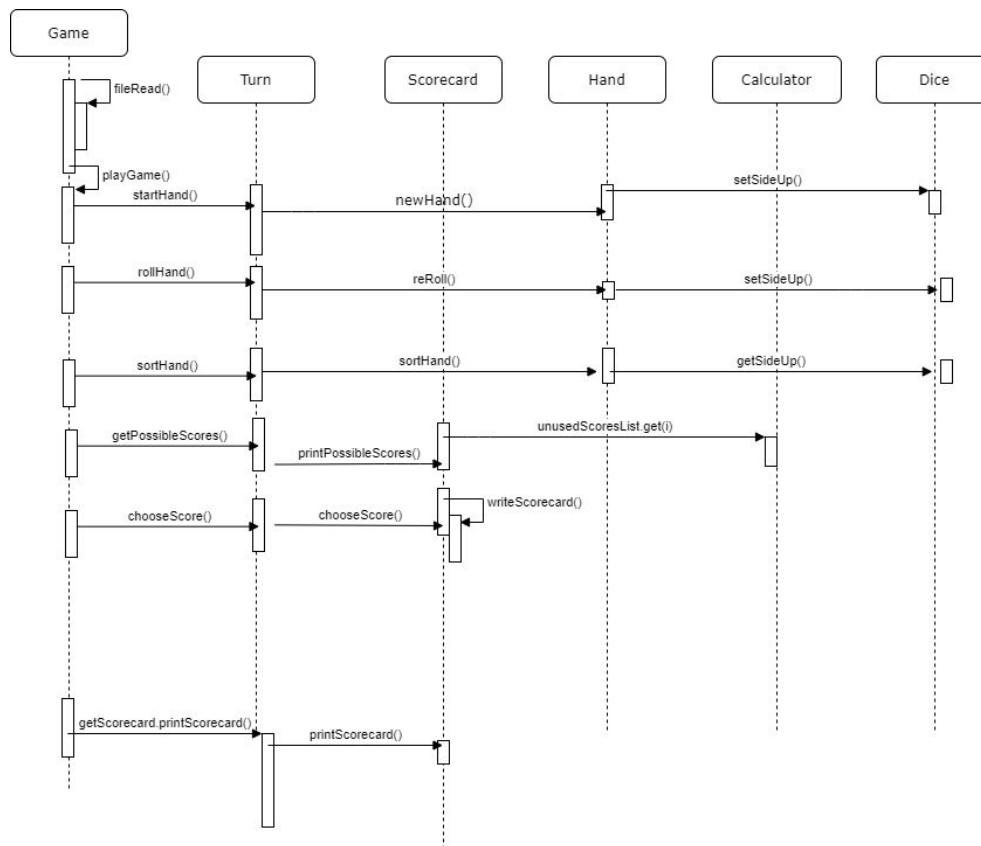 Game
Turn
Scorecard
Hand
Calculator
Dice
fileRead()
playGame()
startHand()
newHand()
setSideUp()
rollHand()
reRoll()
setSideUp()
sortHand()
sortHand()
getSideUp()
getPossibleScores()
printPossibleScores()
unusedScoresList.get(i)
chooseScore()
chooseScore()
writeScorecard()
getScorecard.printScorecard()
printScorecard()